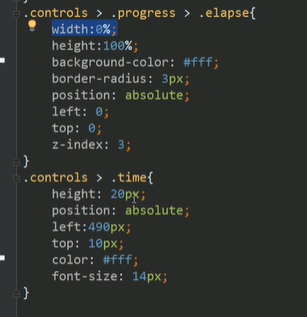 .controls > .progress > .elapse{
width:0%;
height:100%;
background-color: #fff;
border-radius: 3px;
position: absolute;
left: 0;
top: 0;
z-index: 3;
}
.controls > .time{
height: 20px;
position: absolute;
left:490px;
top: 10px;
color: #fff;
font-size: 14px;
}